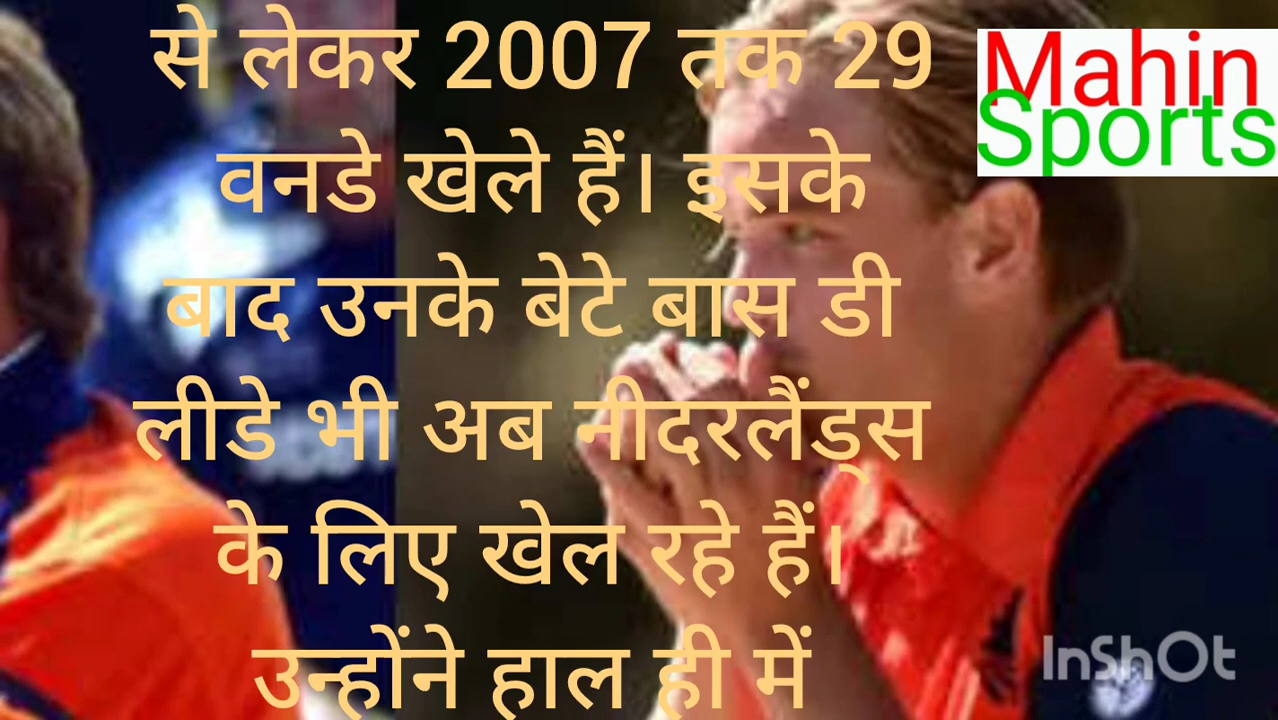 से लेकर 2007 तक 29
वनडे खेले हैं। इसके
बाद उनके बेटे बास डी
लीडे भी अब नीदरलैंड्स
के लिए खेल रहे हैं।
उन्होंने हाल ही में
Mahin
Sports
InShOt